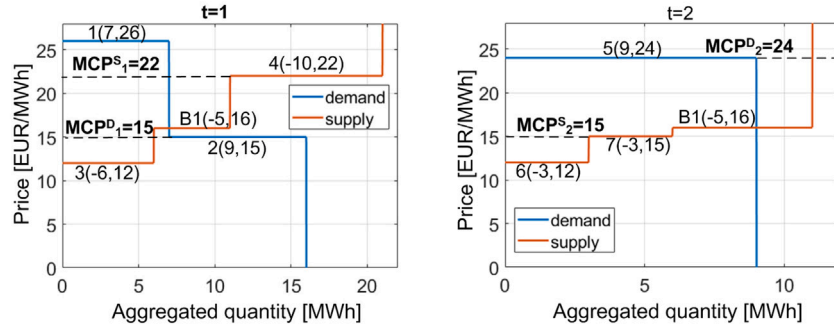 t=1
1(7,26)
MCP^S_1=22
4(-10,22)
MCP^D_1=15
B1(-5,16)
2(9,15)
3(-6,12)
demand
supply
Price [EUR/MWh]
25
20
15
10
5
0
0
5
10
15
20
Aggregated quantity [MWh]
t=2
5(9,24)
MCP^D_2=24
MCP^S_2=15
B1(-5,16)
7(-3,15)
6(-3,12)
demand
supply
Price [EUR/MWh]
25
20
15
10
5
0
0
5
10
Aggregated quantity [MWh]